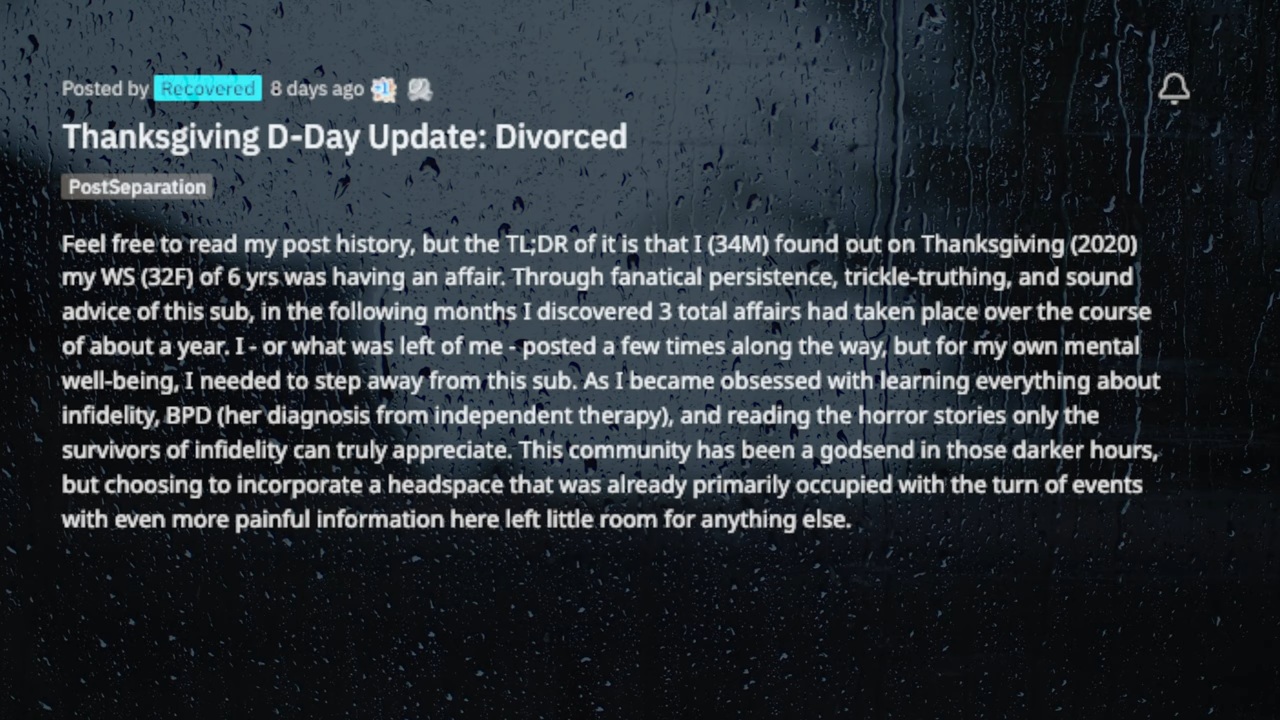 Posted by Recovered 8 days ago
Thanksgiving D-Day Update: Divorced
PostSeparation
Feel free to read my post history, but the TL;DR of it is that I (34M) found out on Thanksgiving (2020)
my WS (32F) of 6 yrs was having an affair. Through fanatical persistence, trickle-truthing, and sound
advice of this sub, in the following months I discovered 3 total affairs had taken place over the course
of about a year. I - or what was left of me - posted a few times along the way, but for my own mental
well-being, I needed to step away from this sub. As I became obsessed with learning everything about
infidelity, BPD (her diagnosis from independent therapy), and reading the horror stories only the
survivors of infidelity can truly appreciate. This community has been a godsend in those darker hours,
but choosing to incorporate a headspace that was already primarily occupied with the turn of events
with even more painful information here left little room for anything else.